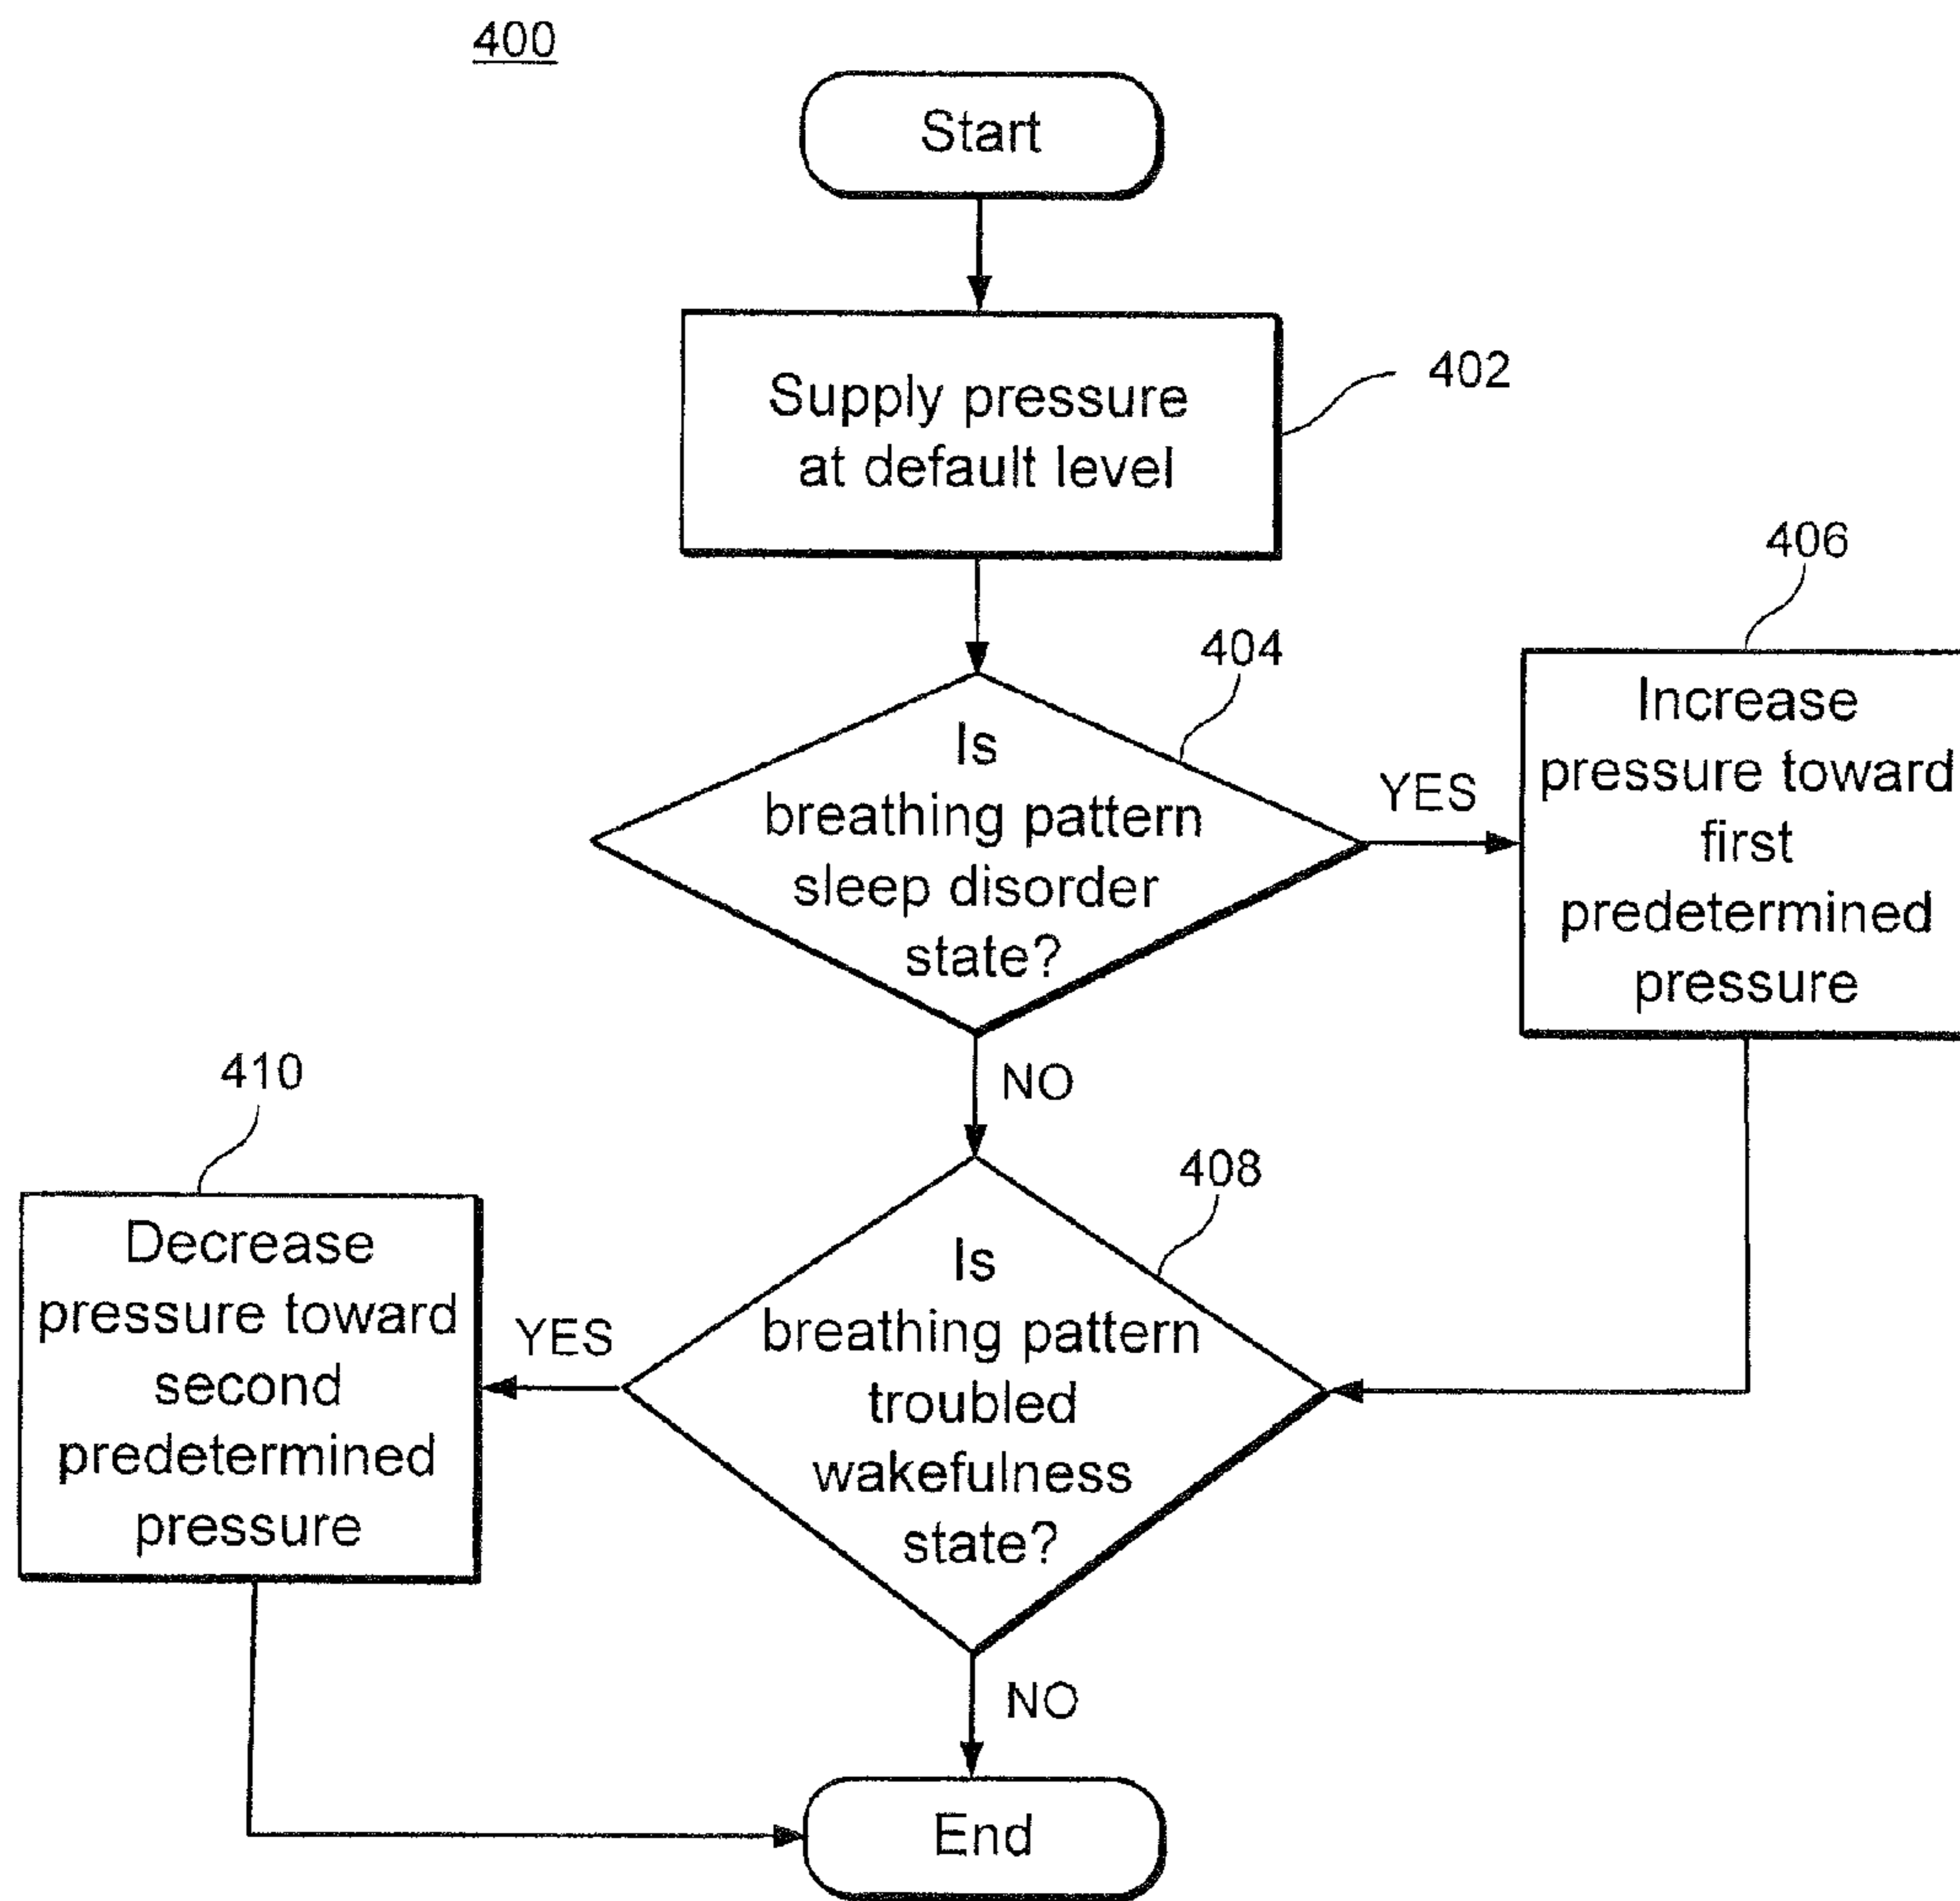 400
Start
Supply pressure
at default level
402
404
Is
breathing pattern
sleep disorder
state?
YES
406
Increase
pressure toward
first
predetermined
pressure
NO
408
Is
breathing pattern
troubled
wakefulness
state?
YES
410
Decrease
pressure toward
second
predetermined
pressure
NO
End